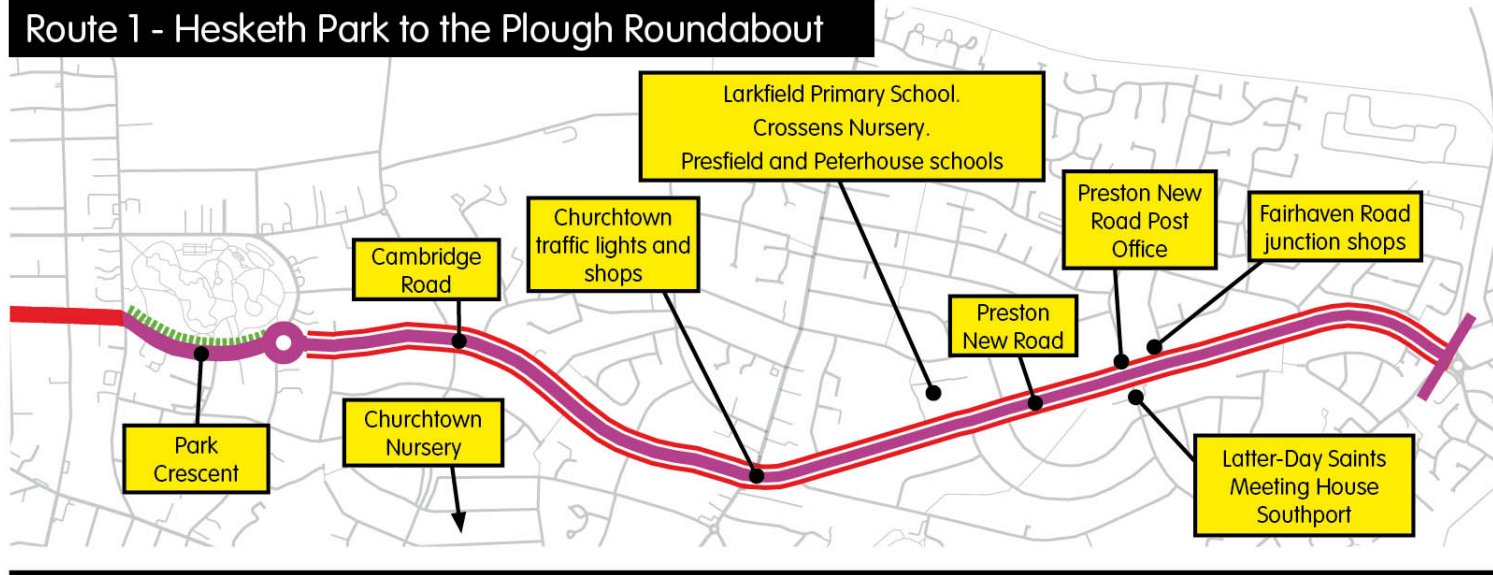 Route 1 - Hesketh Park to the Plough Roundabout
Larkfield Primary School.
Crossens Nursery.
Presfield and Peterhouse schools
Preston New
Road Post
Office
Fairhaven Road
junction shops
Churchtown
traffic lights and
shops
Cambridge
Road
Preston
New Road
Park
Crescent
Churchtown
Nursery
Latter-Day Saints
Meeting House
Southport